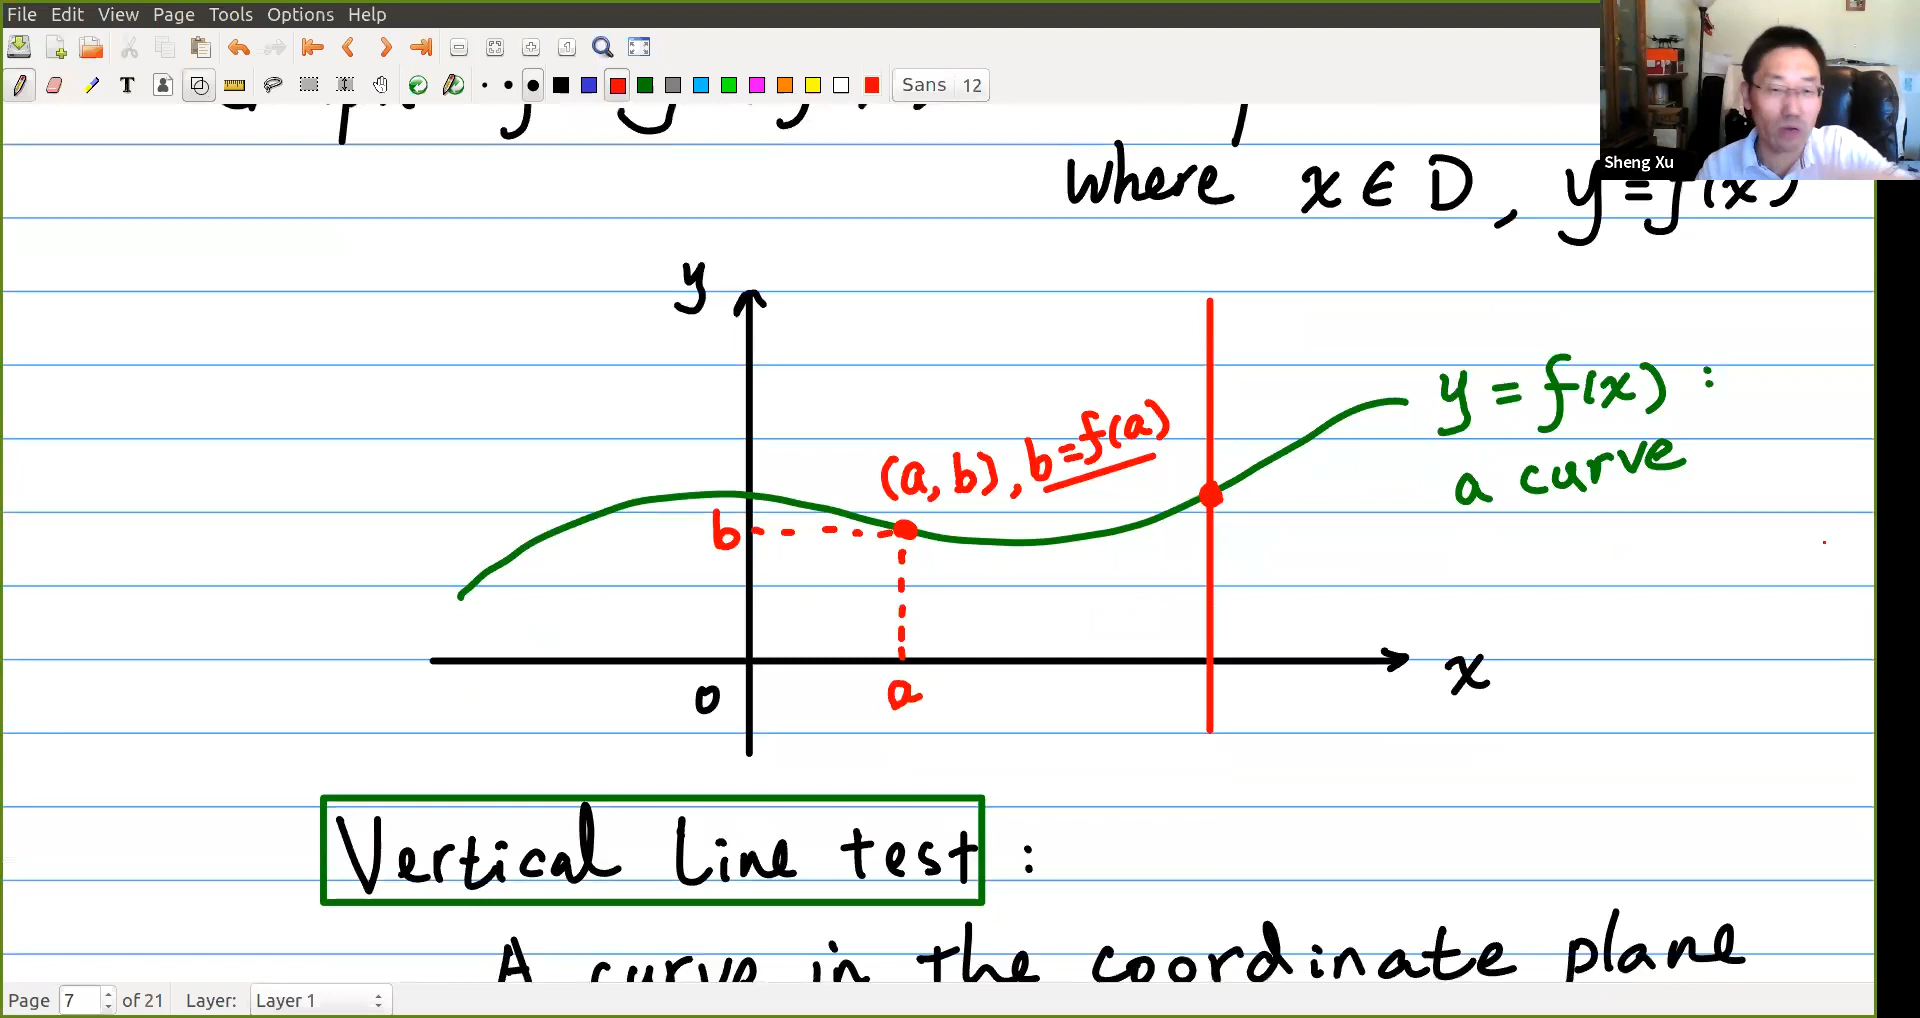 File Edit View Page Tools Options Help
Sans 12
Sheng Xu
where x ∈ D, y = f(x)
y
y = f(x) :
a curve
(a, b), b = f(a)
b
0
a
x
Vertical Line test :
A curve in the coordinate plane
Page 7 of 21 Layer: Layer 1